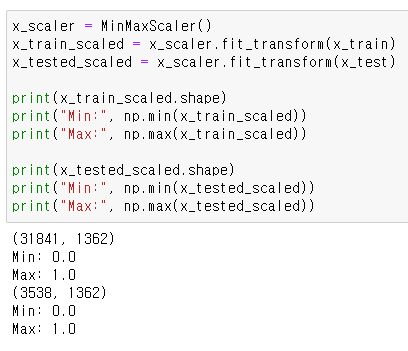 x_scaler = MinMaxScaler()
x_train_scaled = x_scaler.fit_transform(x_train)
x_tested_scaled = x_scaler.fit_transform(x_test)
print(x_train_scaled.shape)
print("Min:", np.min(x_train_scaled))
print("Max:", np.max(x_train_scaled))
print(x_tested_scaled.shape)
print("Min:", np.min(x_tested_scaled))
print("Max:", np.max(x_tested_scaled))
(31841, 1362)
Min: 0.0
Max: 1.0
(3538, 1362)
Min: 0.0
Max: 1.0